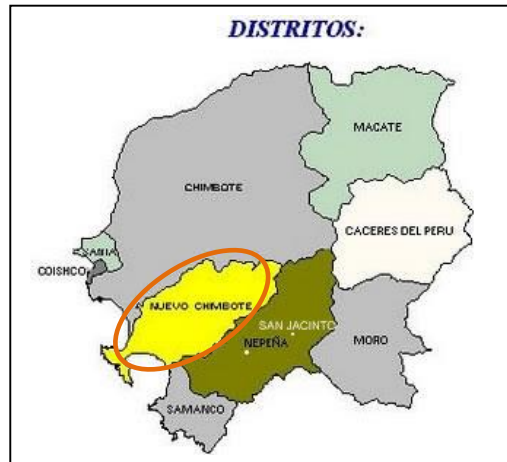 DISTRITOS:
MACATE
CHIMBOTE
CACERES DEL PERU
COISHCO
NUEVO CHIMBOTE
SAN JACINTO
NEPEÑA
MORO
SAMANCO